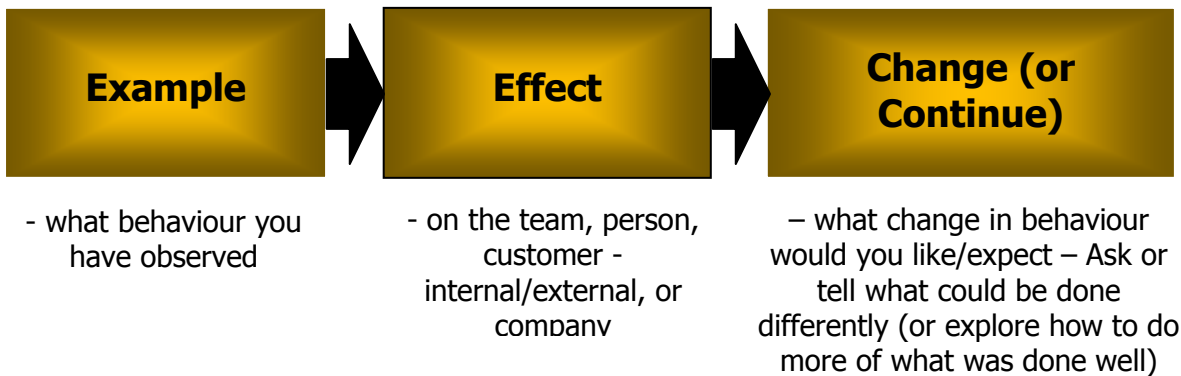 Example
- what behaviour you
have observed
Effect
- on the team, person,
customer -
internal/external, or
company
Change (or
Continue)
– what change in behaviour
would you like/expect – Ask or
tell what could be done
differently (or explore how to do
more of what was done well)